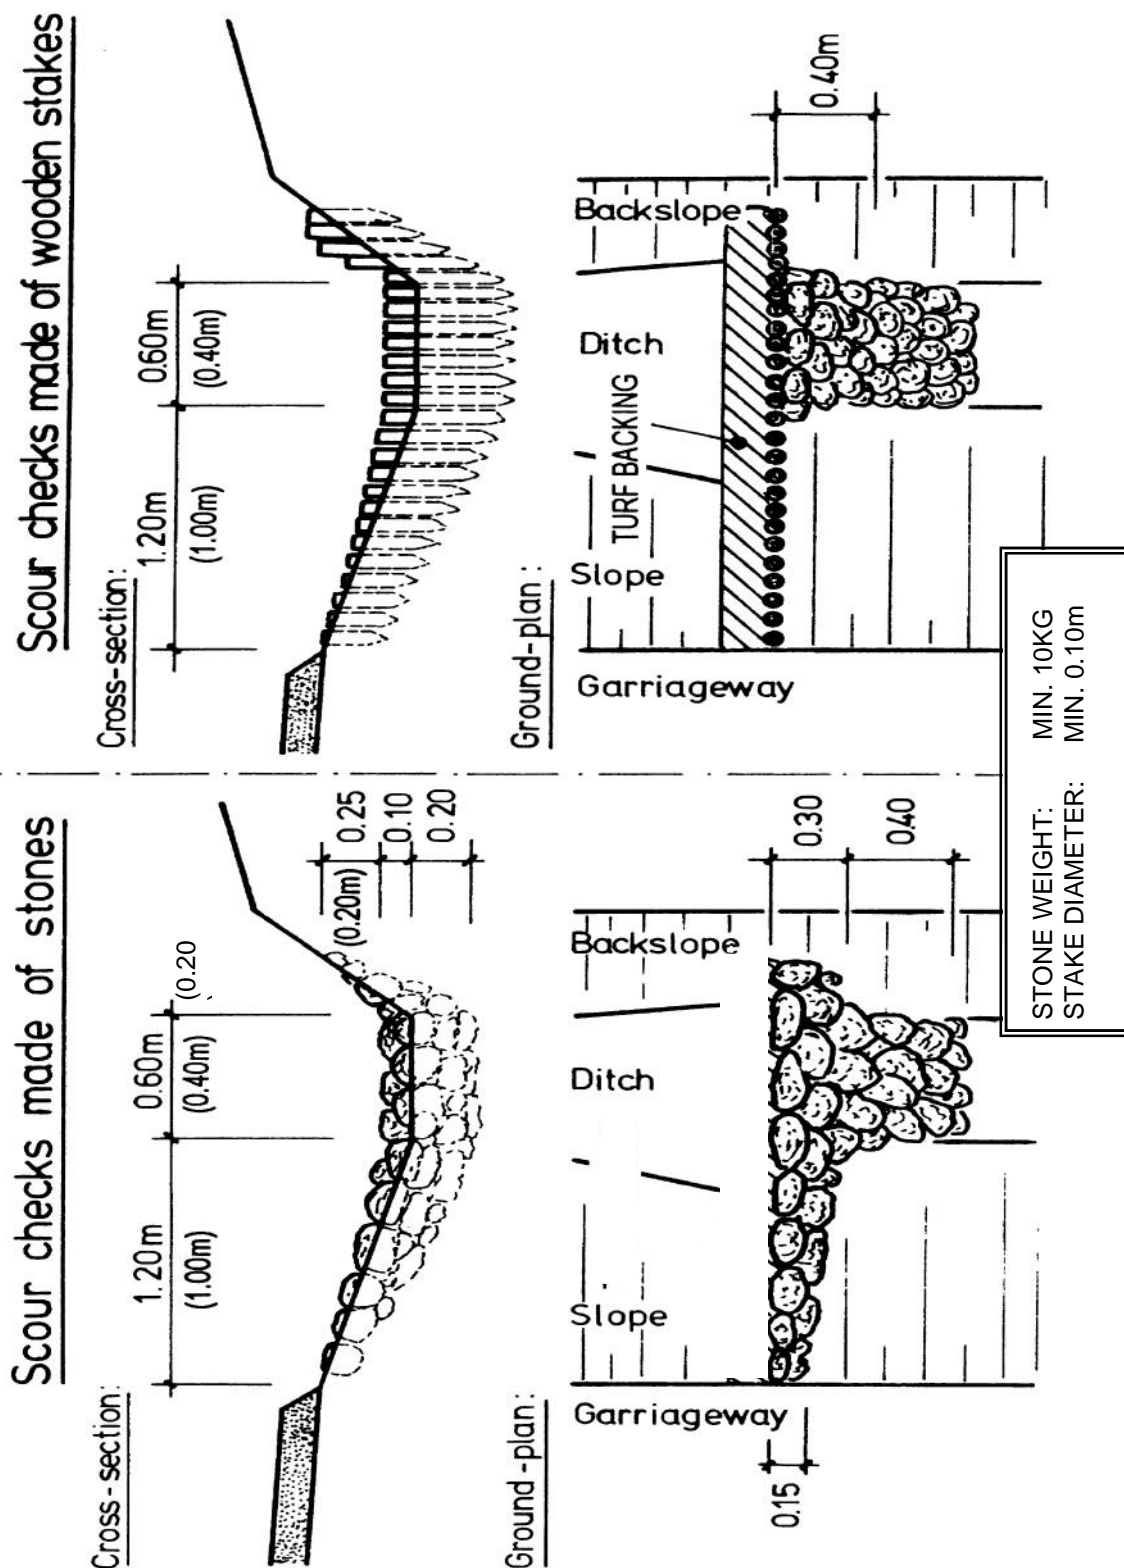 Scour checks made of stones
Cross-section:
1.20m
(1.00m)
0.60m
(0.40m)
(0.20
0.25
(0.20m)
0.10
0.20
Ground-plan:
Garriageway
Slope
Ditch
Backslope
0.15
0.30
0.40
Scour checks made of wooden stakes
Cross-section:
1.20m
(1.00m)
0.60m
(0.40m)
Ground-plan:
Garriageway
Slope
TURF BACKING
Ditch
Backslope
0.40m
STONE WEIGHT: MIN. 10KG
STAKE DIAMETER: MIN. 0.10m